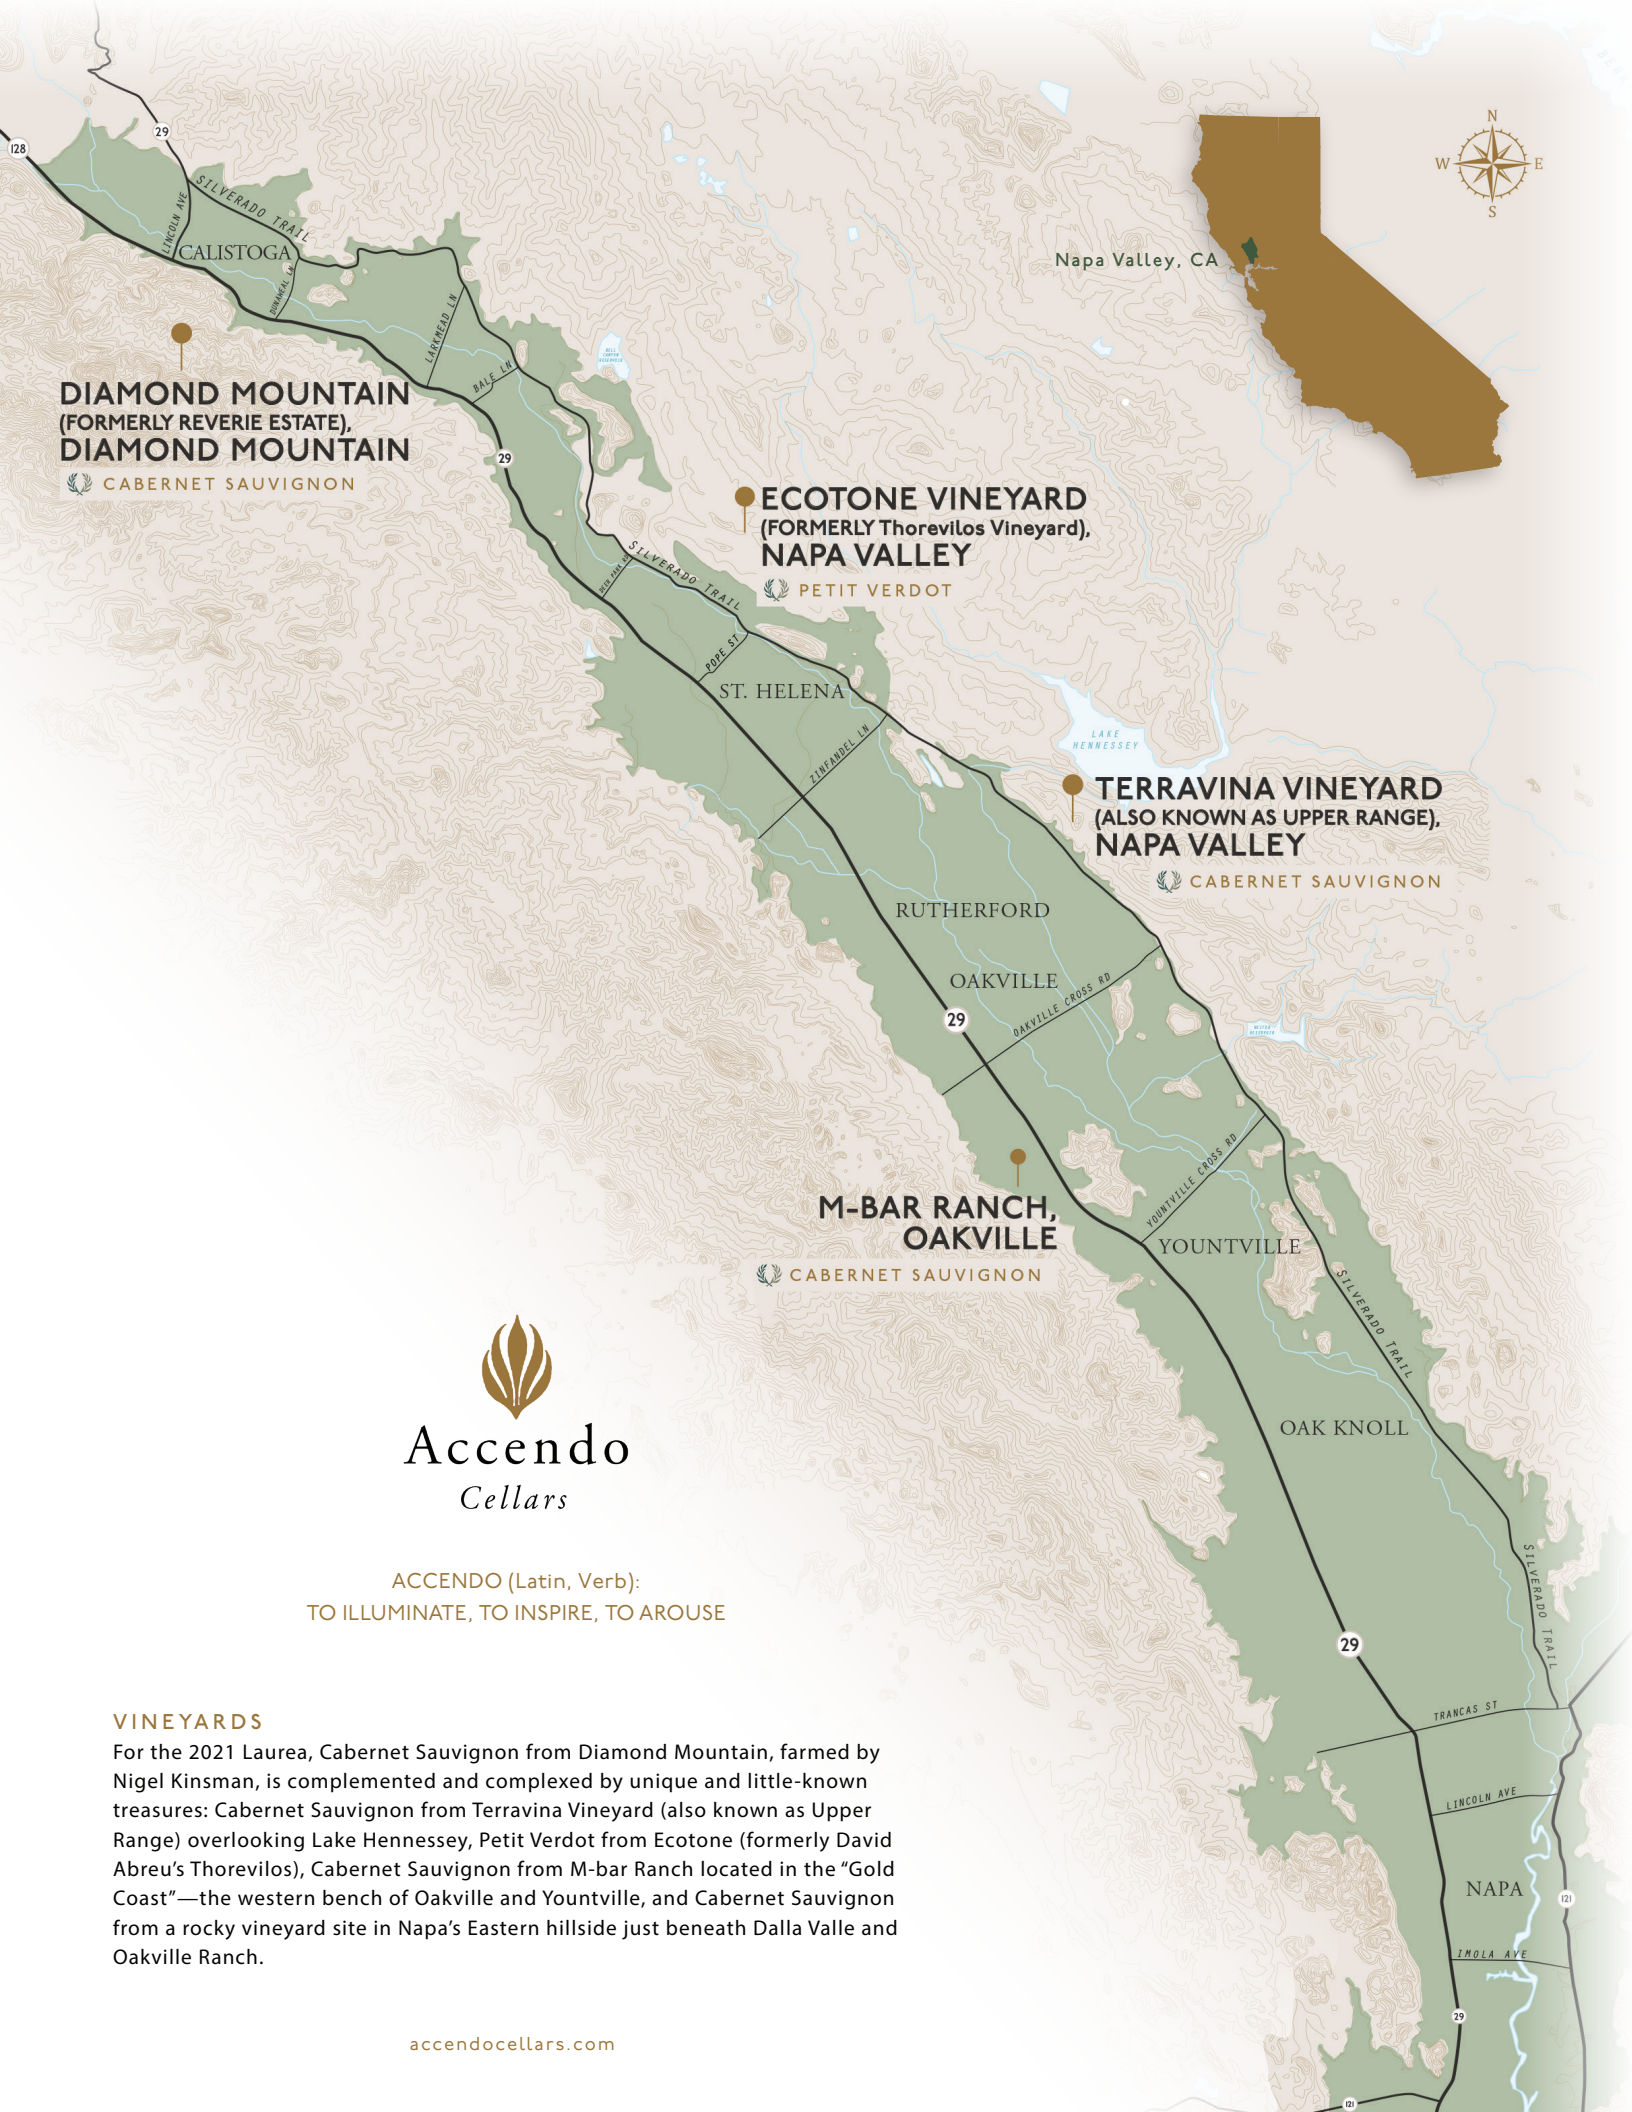 29
128
SILVERADO TRAIL
LINCOLN AVE
CALISTOGA
DUNAWEAL LN
LARKMEAD LN
BALE LN
BELL CANYON RESERVOIR
29
N
W E
S
Napa Valley, CA
DIAMOND MOUNTAIN
(FORMERLY REVERIE ESTATE),
DIAMOND MOUNTAIN
CABERNET SAUVIGNON
ECOTONE VINEYARD
(FORMERLY Thorevilos Vineyard),
NAPA VALLEY
PETIT VERDOT
SILVERADO TRAIL
DEER PARK RD
POPE ST
ST. HELENA
ZINFANDEL LN
LAKE
HENNESSEY
TERRAVINA VINEYARD
(ALSO KNOWN AS UPPER RANGE),
NAPA VALLEY
CABERNET SAUVIGNON
RUTHERFORD
OAKVILLE
OAKVILLE CROSS RD
29
RESERVOIR
M-BAR RANCH,
OAKVILLE
CABERNET SAUVIGNON
YOUNTVILLE CROSS RD
YOUNTVILLE
SILVERADO TRAIL
OAK KNOLL
Accendo
Cellars
ACCENDO (Latin, Verb):
TO ILLUMINATE, TO INSPIRE, TO AROUSE
SILVERADO TRAIL
29
TRANCAS ST
LINCOLN AVE
NAPA
121
IMOLA AVE
29
121
VINEYARDS
For the 2021 Laurea, Cabernet Sauvignon from Diamond Mountain, farmed by
Nigel Kinsman, is complemented and complexed by unique and little-known
treasures: Cabernet Sauvignon from Terravina Vineyard (also known as Upper
Range) overlooking Lake Hennessey, Petit Verdot from Ecotone (formerly David
Abreu’s Thorevilos), Cabernet Sauvignon from M-bar Ranch located in the “Gold
Coast”—the western bench of Oakville and Yountville, and Cabernet Sauvignon
from a rocky vineyard site in Napa’s Eastern hillside just beneath Dalla Valle and
Oakville Ranch.
accendocellars.com